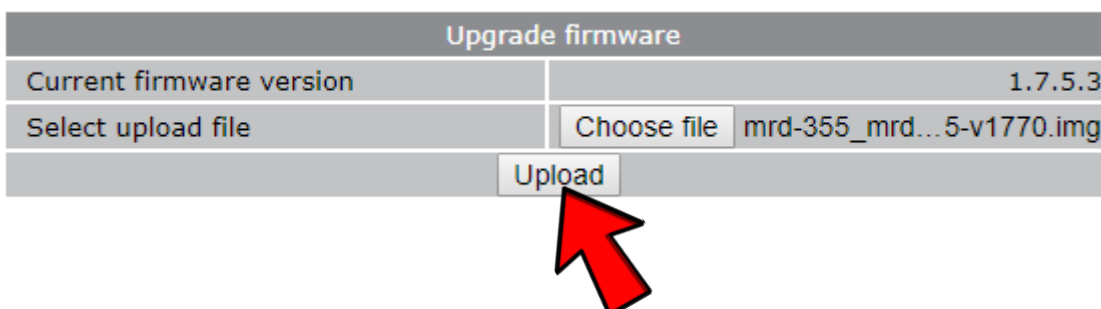 Upgrade firmware
Current firmware version 1.7.5.3
Select upload file Choose file mrd-355_mrd...5-v1770.img
Upload